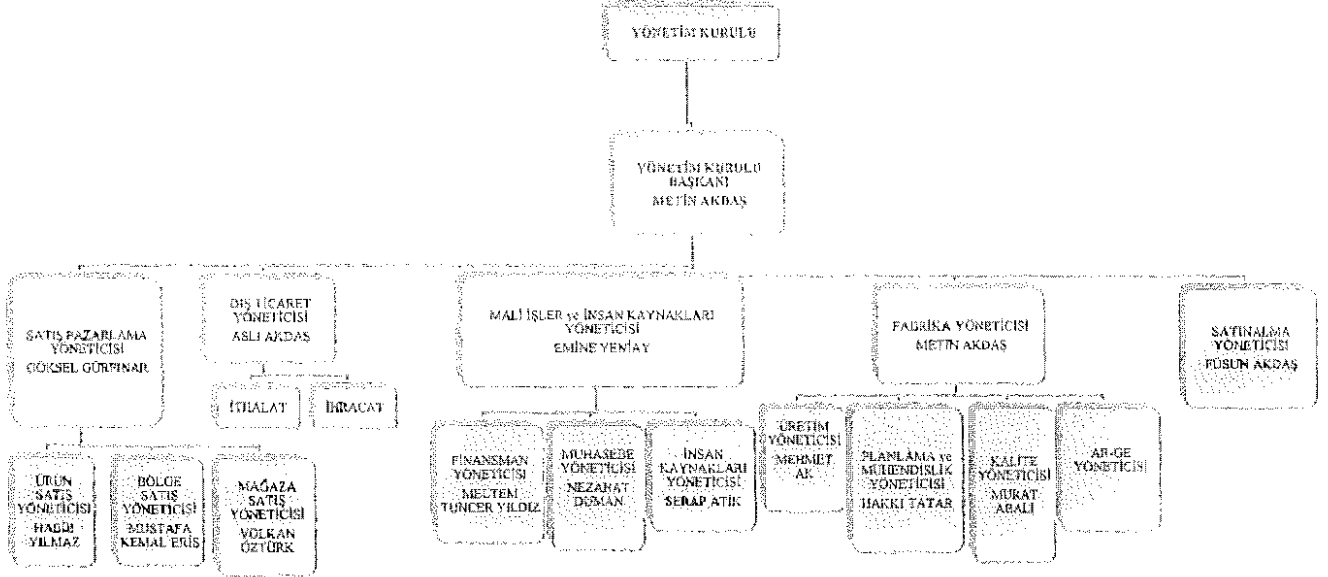 YÖNETİM KURULU
YÖNETİM KURULU
BAŞKANI
METİN AKDAŞ
SATIŞ PAZARLAMA
YÖNETİCİSİ
GÖKSEL GÜRPINAR
DIŞ TİCARET
YÖNETİCİSİ
ASLI AKDAŞ
MALİ İŞLER ve İNSAN KAYNAKLARI
YÖNETİCİSİ
EMİNE YENİAY
FABRİKA YÖNETİCİSİ
METİN AKDAŞ
SATINALMA
YÖNETİCİSİ
FÜSUN AKDAŞ
İTHALAT
İHRACAT
ÜRÜN
SATIŞ
YÖNETİCİSİ
HABİB
YILMAZ
BÖLGE
SATIŞ
YÖNETİCİSİ
MUSTAFA
KEMAL ERİŞ
MAĞAZA
SATIŞ
YÖNETİCİSİ
VOLKAN
ÖZTÜRK
FİNANSMAN
YÖNETİCİSİ
MELTEM
TUNCER YILDIZ
MUHASEBE
YÖNETİCİSİ
NEZAHAT
DUMAN
İNSAN
KAYNAKLARI
YÖNETİCİSİ
SERAP ATİK
ÜRETİM
YÖNETİCİSİ
MEHMET
AK
PLANLAMA ve
MÜHENDİSLİK
YÖNETİCİSİ
HAKKI TATAR
KALİTE
YÖNETİCİSİ
MURAT
ABALI
AR-GE
YÖNETİCİSİ